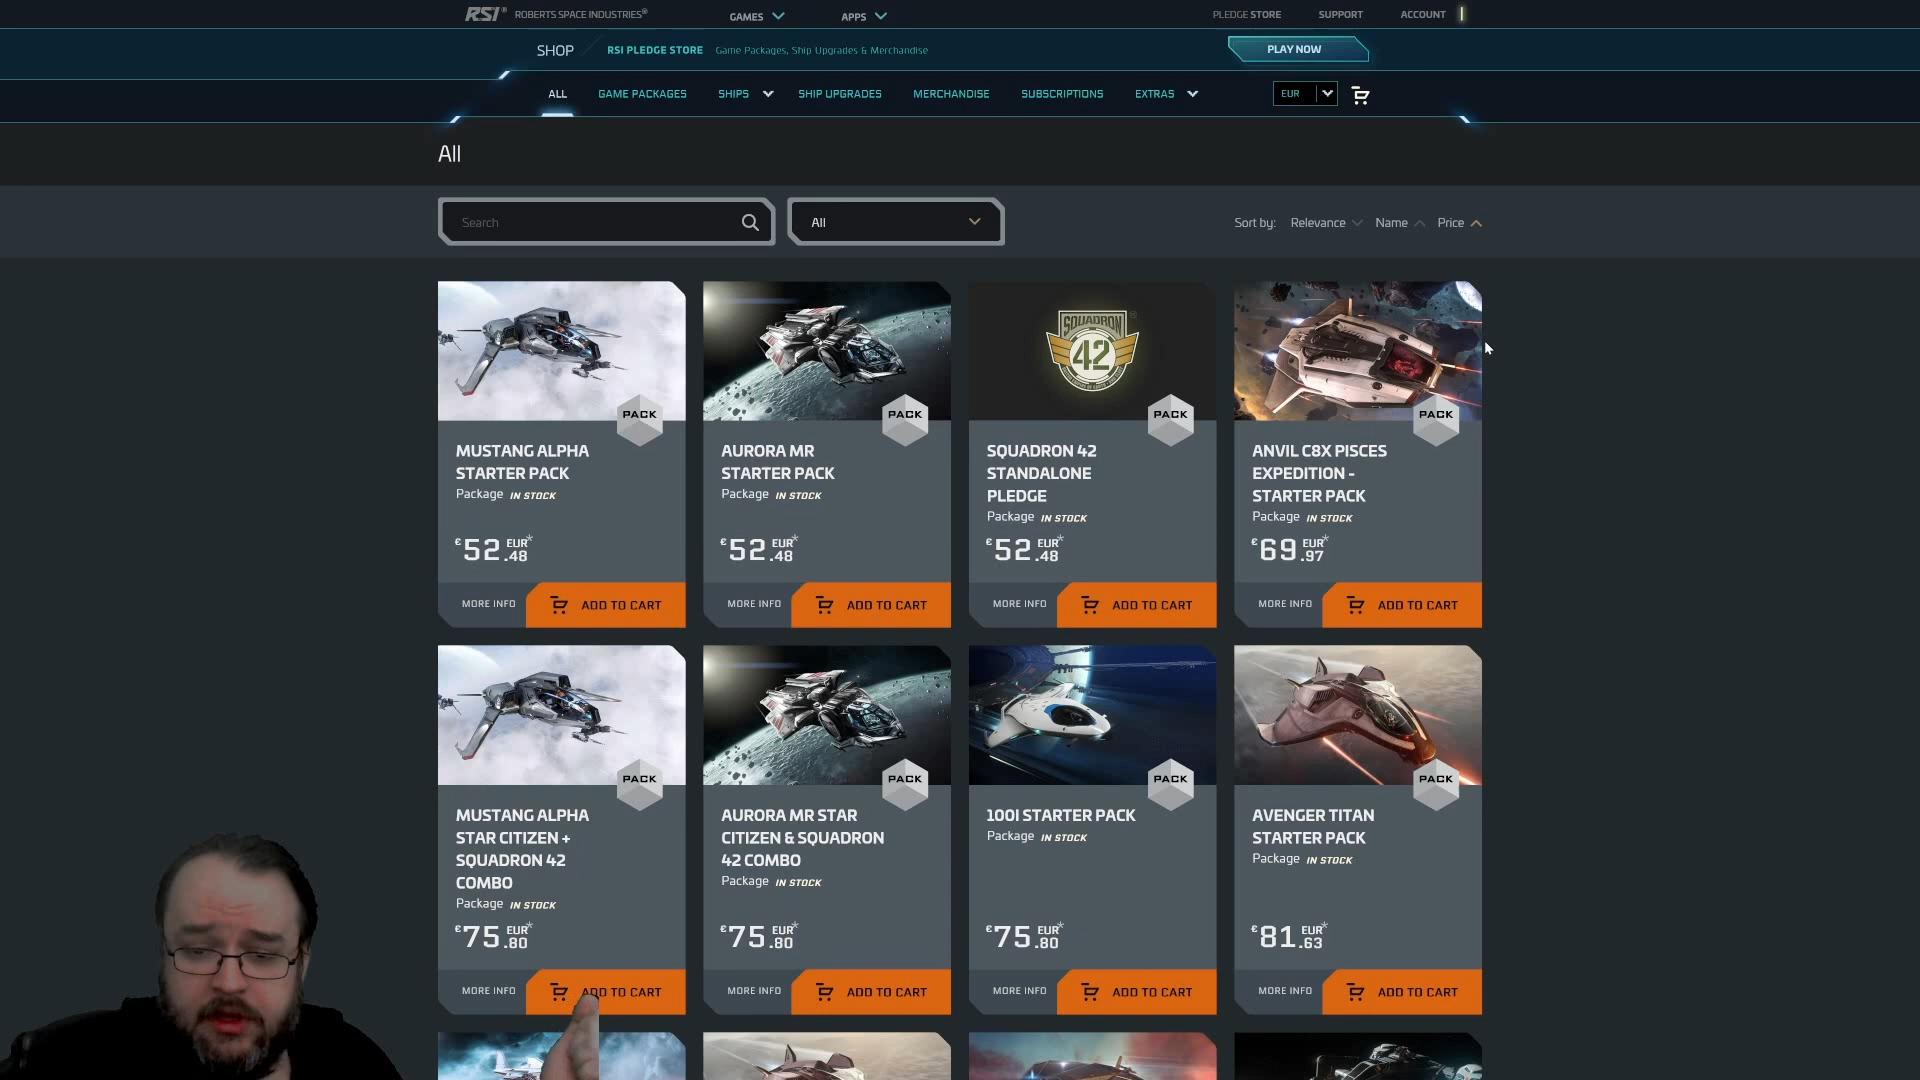 RSI® ROBERTS SPACE INDUSTRIES®
GAMES
APPS
PLEDGE STORE
SUPPORT
ACCOUNT
SHOP
RSI PLEDGE STORE
Game Packages, Ship Upgrades & Merchandise
PLAY NOW
ALL
GAME PACKAGES
SHIPS
SHIP UPGRADES
MERCHANDISE
SUBSCRIPTIONS
EXTRAS
EUR
All
Search
All
Sort by: Relevance Name Price
SQUADRON
42
PACK
PACK
PACK
PACK
MUSTANG ALPHA
STARTER PACK
Package IN STOCK
€52.48 EUR*
MORE INFO
ADD TO CART
AURORA MR
STARTER PACK
Package IN STOCK
€52.48 EUR*
MORE INFO
ADD TO CART
SQUADRON 42
STANDALONE
PLEDGE
Package IN STOCK
€52.48 EUR*
MORE INFO
ADD TO CART
ANVIL C8X PISCES
EXPEDITION -
STARTER PACK
Package IN STOCK
€69.97 EUR*
MORE INFO
ADD TO CART
PACK
PACK
PACK
PACK
MUSTANG ALPHA
STAR CITIZEN +
SQUADRON 42
COMBO
Package IN STOCK
€75.80 EUR*
MORE INFO
ADD TO CART
AURORA MR STAR
CITIZEN & SQUADRON
42 COMBO
Package IN STOCK
€75.80 EUR*
MORE INFO
ADD TO CART
100I STARTER PACK
Package IN STOCK
€75.80 EUR*
MORE INFO
ADD TO CART
AVENGER TITAN
STARTER PACK
Package IN STOCK
€81.63 EUR*
MORE INFO
ADD TO CART